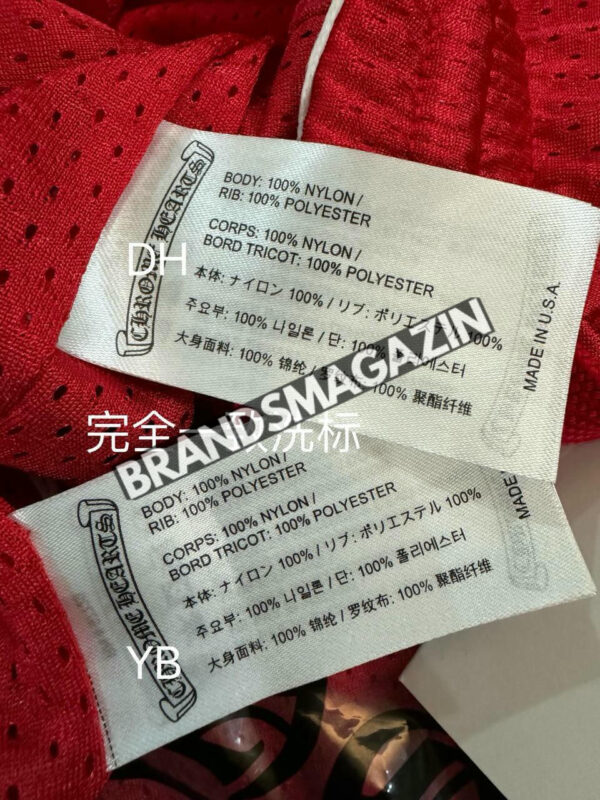 CHROME HEARTS
BODY: 100% NYLON /
RIB: 100% POLYESTER
CORPS: 100% NYLON /
BORD TRICOT: 100% POLYESTER
本体: ナイロン 100% / リブ: ポリエステル 100%
주요부: 100% 나일론 / 단: 100% 에스터
大身面料: 100% 锦纶 / 100% 聚酯纤维
MADE IN U.S.A.
DH
BRANDSMAGAZIN
完全 洗标
CHROME HEARTS
BODY: 100% NYLON /
RIB: 100% POLYESTER
CORPS: 100% NYLON /
BORD TRICOT: 100% POLYESTER
本体: ナイロン 100% / リブ: ポリエステル 100%
주요부: 100% 나일론 / 단: 100% 폴리에스터
大身面料: 100% 锦纶 / 罗纹布: 100% 聚酯纤维
MADE
YB